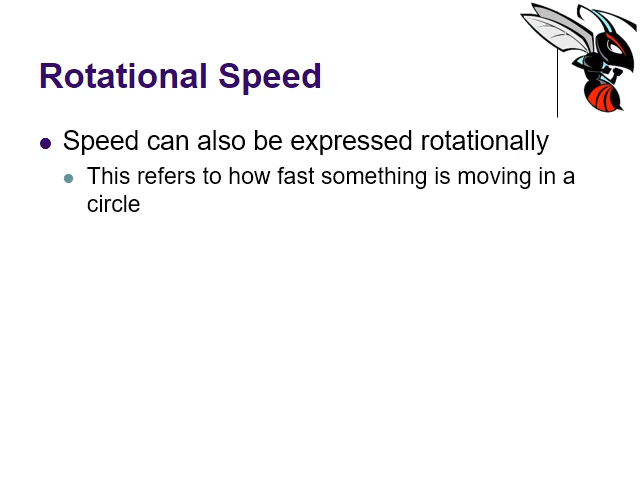 Rotational Speed
Speed can also be expressed rotationally
This refers to how fast something is moving in a
circle